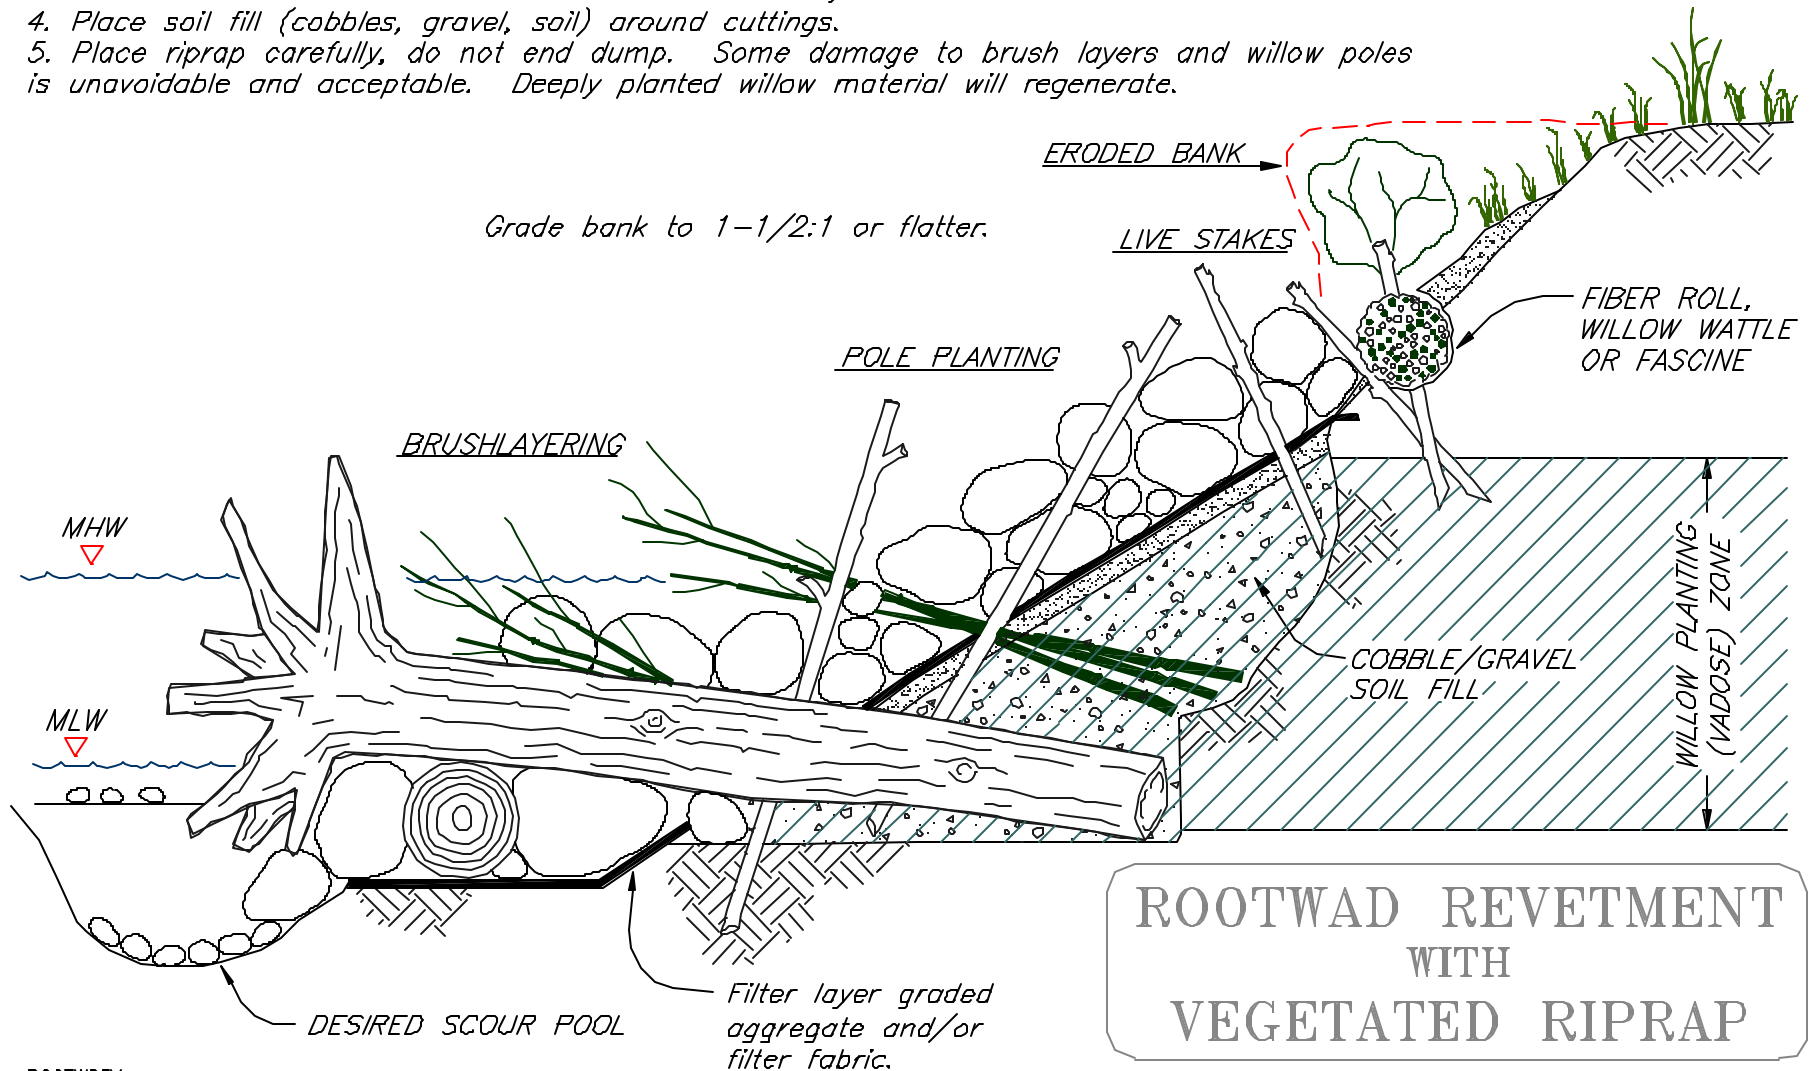 4. Place soil fill (cobbles, gravel, soil) around cuttings.
5. Place riprap carefully, do not end dump. Some damage to brush layers and willow poles
is unavoidable and acceptable. Deeply planted willow material will regenerate.
ERODED BANK
Grade bank to 1-1/2:1 or flatter.
LIVE STAKES
FIBER ROLL,
WILLOW WATTLE
OR FASCINE
POLE PLANTING
BRUSHLAYERING
MHW
MLW
WILLOW PLANTING
(VADOSE) ZONE
COBBLE/GRAVEL
SOIL FILL
DESIRED SCOUR POOL
Filter layer graded
aggregate and/or
filter fabric.
ROOTWAD REVETMENT
WITH
VEGETATED RIPRAP